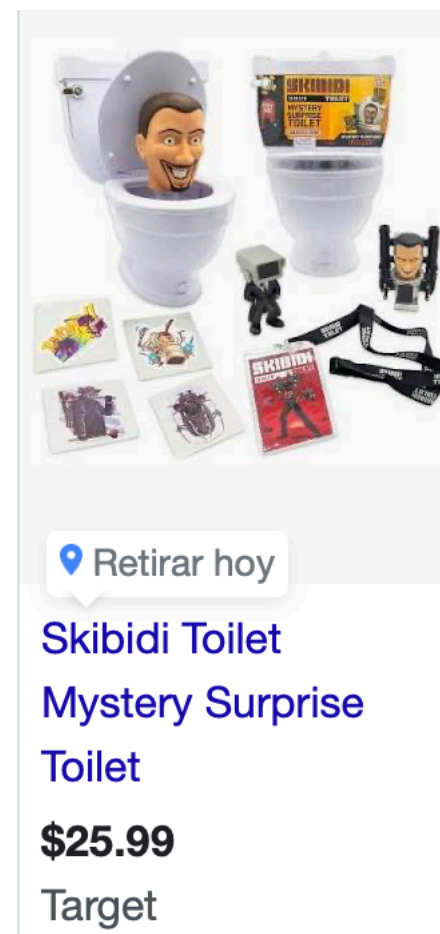 SKIBIDI
TOILET
MYSTERY
SURPRISE
TOILET
SKIBIDI
Retirar hoy
Skibidi Toilet
Mystery Surprise
Toilet
$25.99
Target